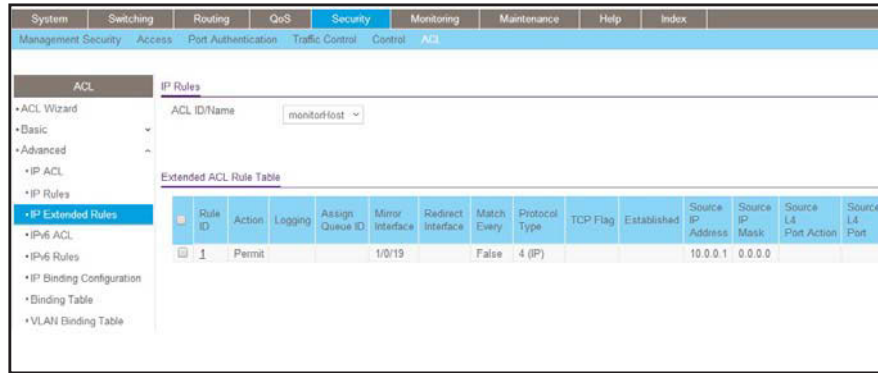 System Switching Routing QoS Security Monitoring Maintenance Help Index
Management Security Access Port Authentication Traffic Control Control ACL
ACL
• ACL Wizard
• Basic
• Advanced
• IP ACL
• IP Rules
• IP Extended Rules
• IPv6 ACL
• IPv6 Rules
• IP Binding Configuration
• Binding Table
• VLAN Binding Table
IP Rules
ACL ID/Name monitorHost
Extended ACL Rule Table
Rule ID Action Logging Assign Queue ID Mirror Interface Redirect Interface Match Every Protocol Type TCP Flag Established Source IP Address Source IP Mask Source L4 Port Action Source L4 Port
1 Permit 1/0/19 False 4 (IP) 10.0.0.1 0.0.0.0